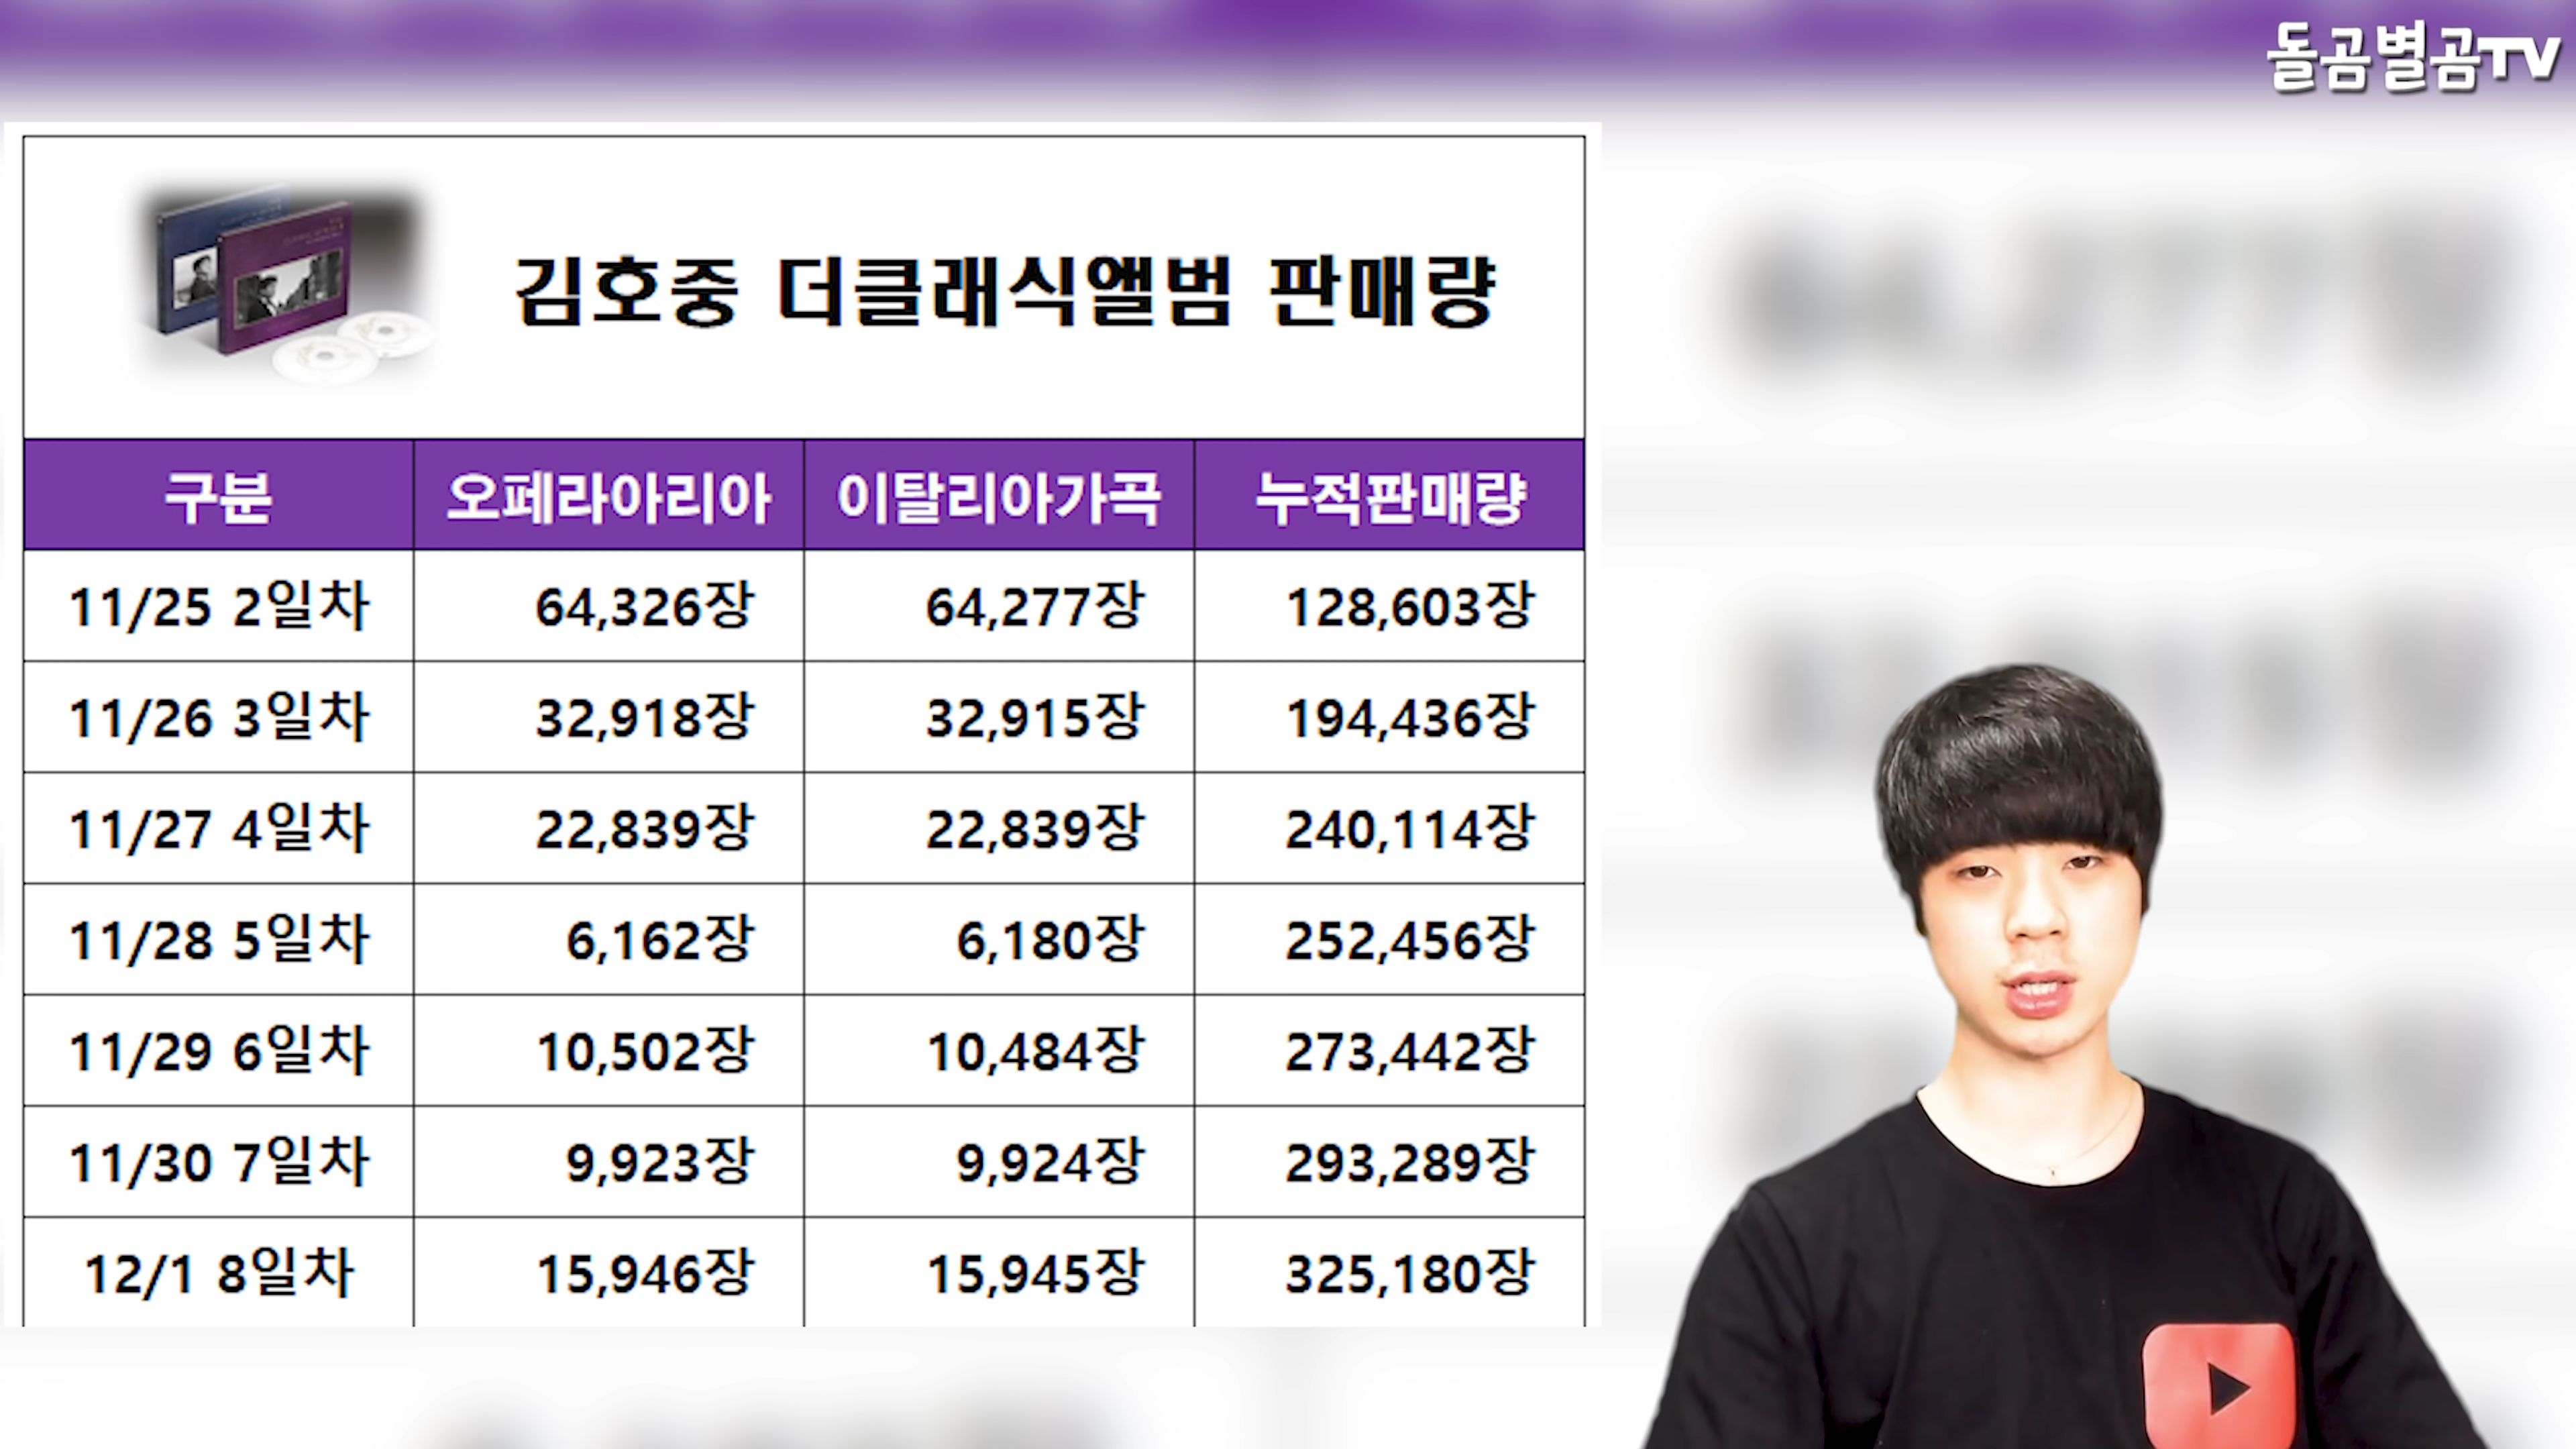 돌곰별곰TV
김호중 더클래식앨범 판매량
구분 오페라아리아 이탈리아가곡 누적판매량
11/25 2일차 64,326장 64,277장 128,603장
11/26 3일차 32,918장 32,915장 194,436장
11/27 4일차 22,839장 22,839장 240,114장
11/28 5일차 6,162장 6,180장 252,456장
11/29 6일차 10,502장 10,484장 273,442장
11/30 7일차 9,923장 9,924장 293,289장
12/1 8일차 15,946장 15,945장 325,180장